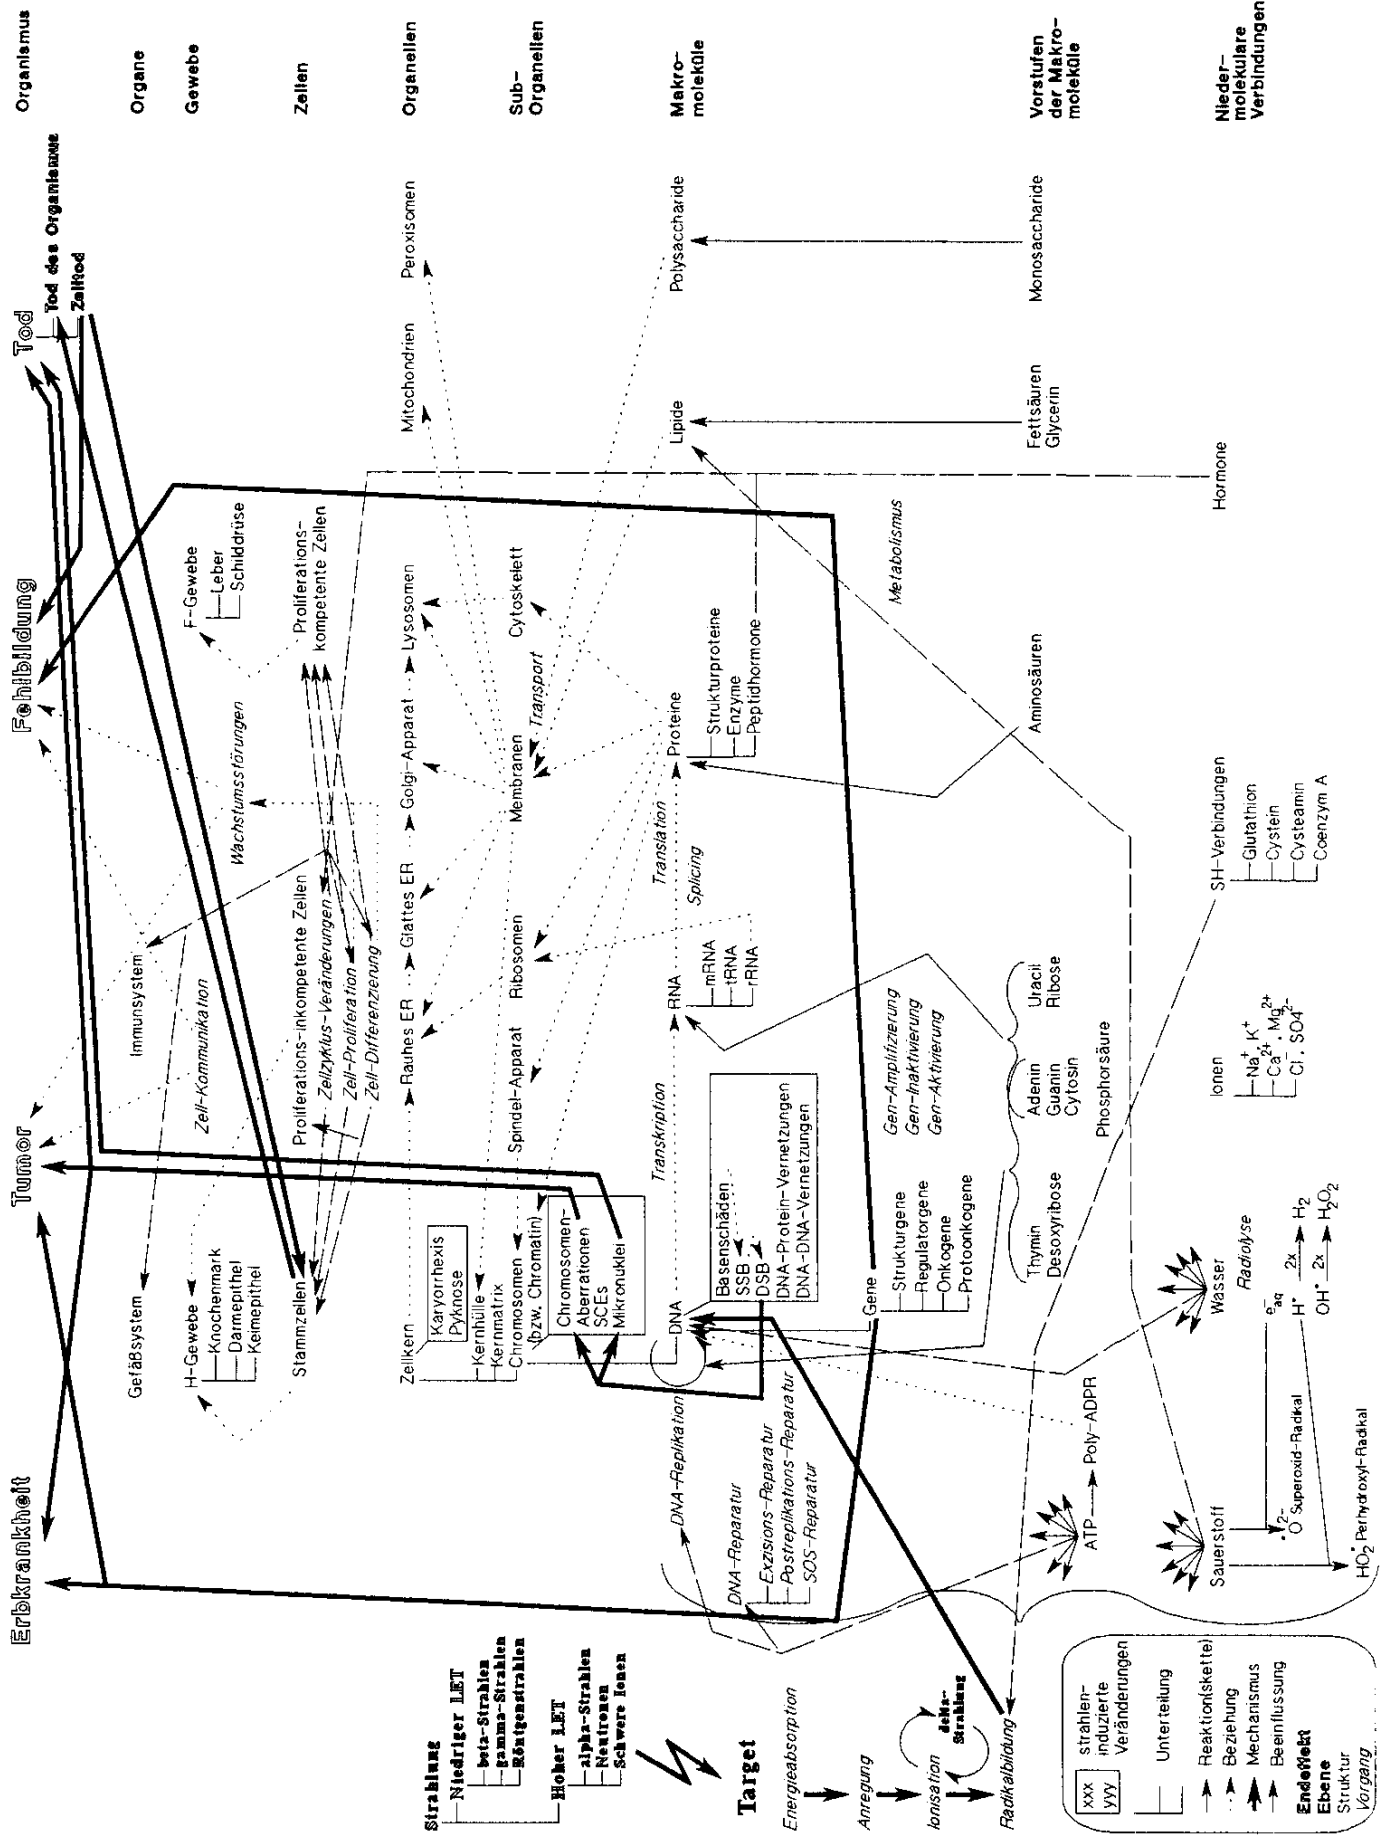 Erbkrankheit
Tumor
Fehlbildung
Tod
Tod des Organismus
Zelltod
Organismus
Gefäßsystem
Immunsystem
Organe
Zell-Kommunikation
H-Gewebe
Knochenmark
Darmepithel
Keimepithel
Wachstumsstörungen
F-Gewebe
Leber
Schilddrüse
Gewebe
Stammzellen
Proliferations-inkompetente Zellen
Zellzyklus-Veränderungen
Zell-Proliferation
Zell-Differenzierung
Proliferations-
kompetente Zellen
Zellen
Zellkern
Karyorrhexis
Pyknose
Rauhes ER
Glattes ER
Golgi-Apparat
Lysosomen
Mitochondrien
Peroxisomen
Organellen
Kernhülle
Kernmatrix
Chromosomen
(bzw. Chromatin)
Chromosomen-
Aberrationen
SCEs
Mikronuklei
Spindel-Apparat
Ribosomen
Membranen
Transport
Cytoskelett
Sub-
Organellen
Strahlung
Niedriger LET
beta-Strahlen
gamma-Strahlen
Röntgenstrahlen
Hoher LET
alpha-Strahlen
Neutronen
Schwere Ionen
Target
Energieabsorption
Anregung
Ionisation
delta-
Strahlung
Radikalbildung
DNA-Replikation
DNA-Reparatur
Exzisions-Reparatur
Postreplikations-Reparatur
SOS-Reparatur
DNA
Basenschäden
SSB
DSB
DNA-Protein-Vernetzungen
DNA-DNA-Vernetzungen
Transkription
RNA
mRNA
tRNA
rRNA
Translation
Splicing
Proteine
Strukturproteine
Enzyme
Peptidhormone
Lipide
Polysaccharide
Makro-
moleküle
Gene
Strukturgene
Regulatorgene
Onkogene
Protoonkogene
Gen-Amplifizierung
Gen-Inaktivierung
Gen-Aktivierung
Metabolismus
Thymin
Desoxyribose
Adenin
Guanin
Cytosin
Uracil
Ribose
Phosphorsäure
Aminosäuren
Fettsäuren
Glycerin
Monosaccharide
Vorstufen
der Makro-
moleküle
ATP
Poly-ADPR
Sauerstoff
O2•- Superoxid-Radikal
HO2• Perhydroxyl-Radikal
Wasser
Radiolyse
e-aq
H• 2x H2
OH• 2x H2O2
Ionen
Na+, K+
Ca2+, Mg2+
Cl-, SO4 2-
SH-Verbindungen
Glutathion
Cystein
Cysteamin
Coenzym A
Hormone
Nieder-
molekulare
Verbindungen
xxx
yyy
strahlen-
induzierte
Veränderungen
Unterteilung
Reaktion(skette)
Beziehung
Mechanismus
Beeinflussung
Endeffekt
Ebene
Struktur
Vorgang